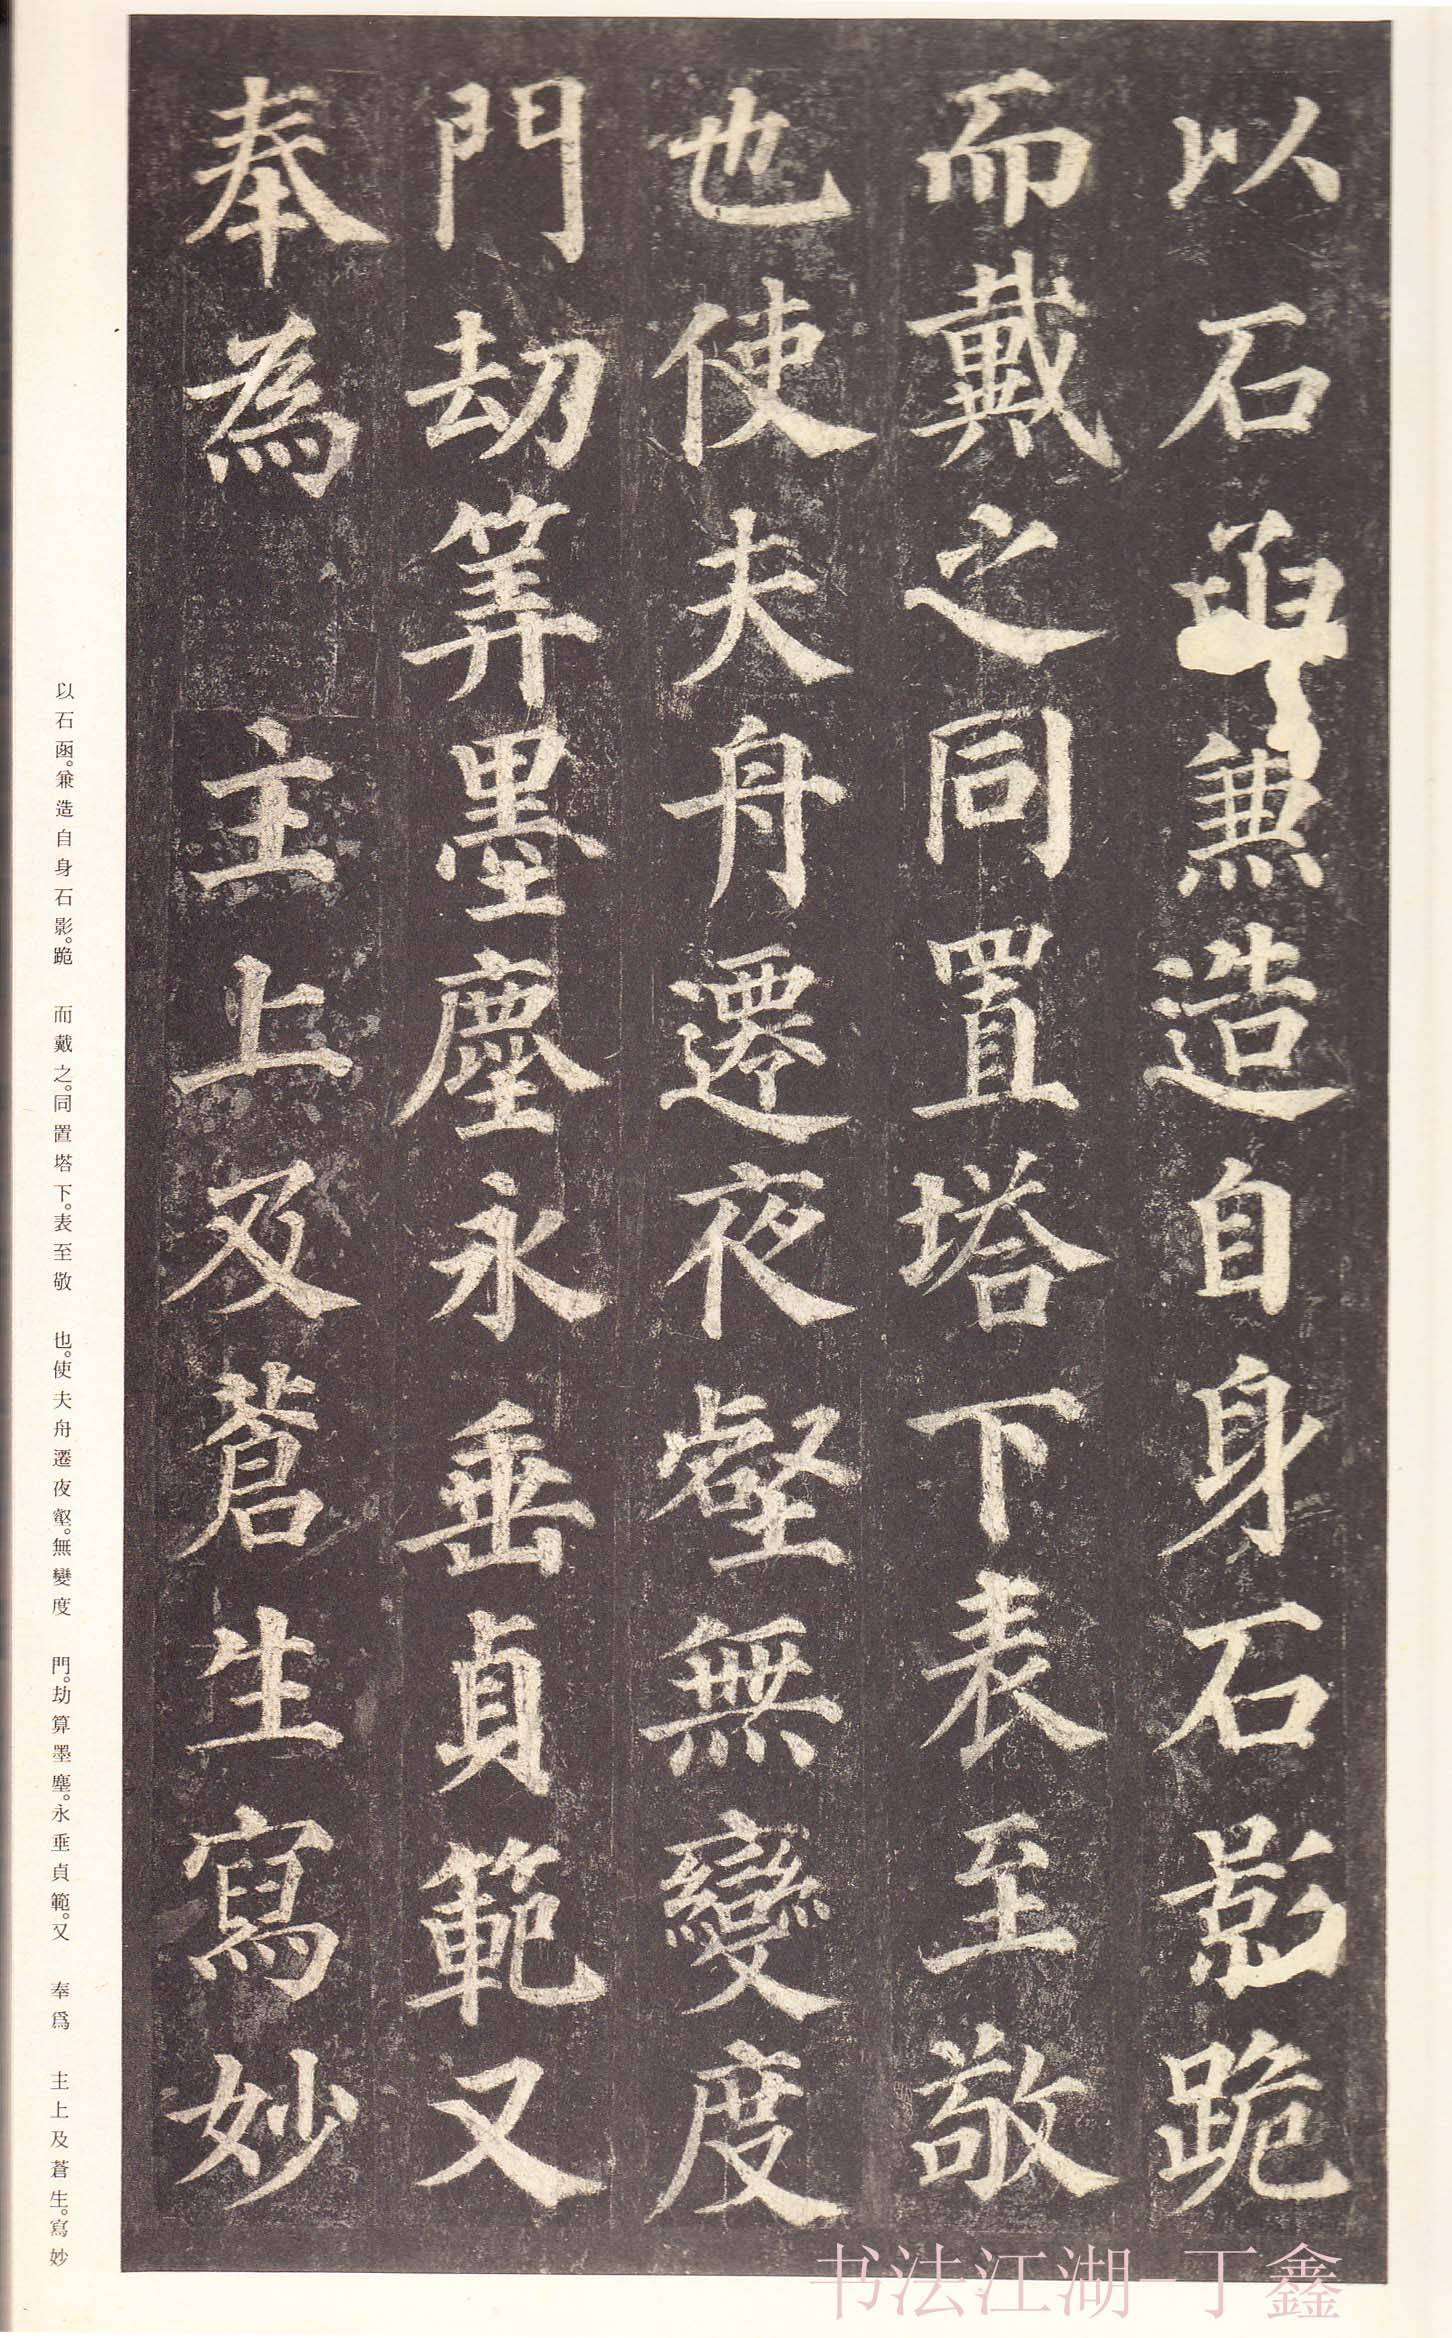 以石函兼造自身石影跪
而戴之同置塔下表至敬
也使夫舟遷夜壑無變度
門劫筭墨塵永垂貞範又
奉為　主上及蒼生寫妙
以石函。兼造自身石影。跪　而戴之。同置塔下。表至敬　也。使夫舟遷夜壑。無變度　門。劫算墨塵。永垂貞範。又　奉爲　主上及蒼生。寫妙
书法江湖-丁鑫